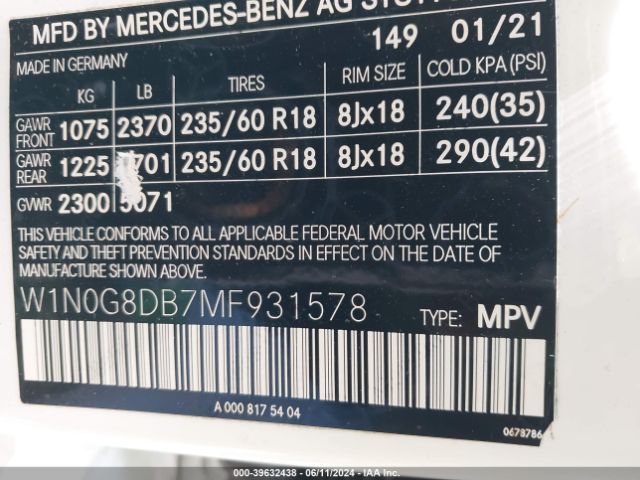 MFD BY MERCEDES-BENZ AG
149 01/21
MADE IN GERMANY
KG LB TIRES RIM SIZE COLD KPA (PSI)
GAWR FRONT 1075 2370 235/60 R18 8Jx18 240(35)
GAWR REAR 1225 701 235/60 R18 8Jx18 290(42)
GVWR 2300 5071
THIS VEHICLE CONFORMS TO ALL APPLICABLE FEDERAL MOTOR VEHICLE
SAFETY AND THEFT PREVENTION STANDARDS IN EFFECT ON THE DATE OF
MANUFACTURE SHOWN ABOVE.
W1N0G8DB7MF931578 TYPE: MPV
A 000 817 54 04
0678786
000-39632438 - 06/11/2024 - IAA Inc.